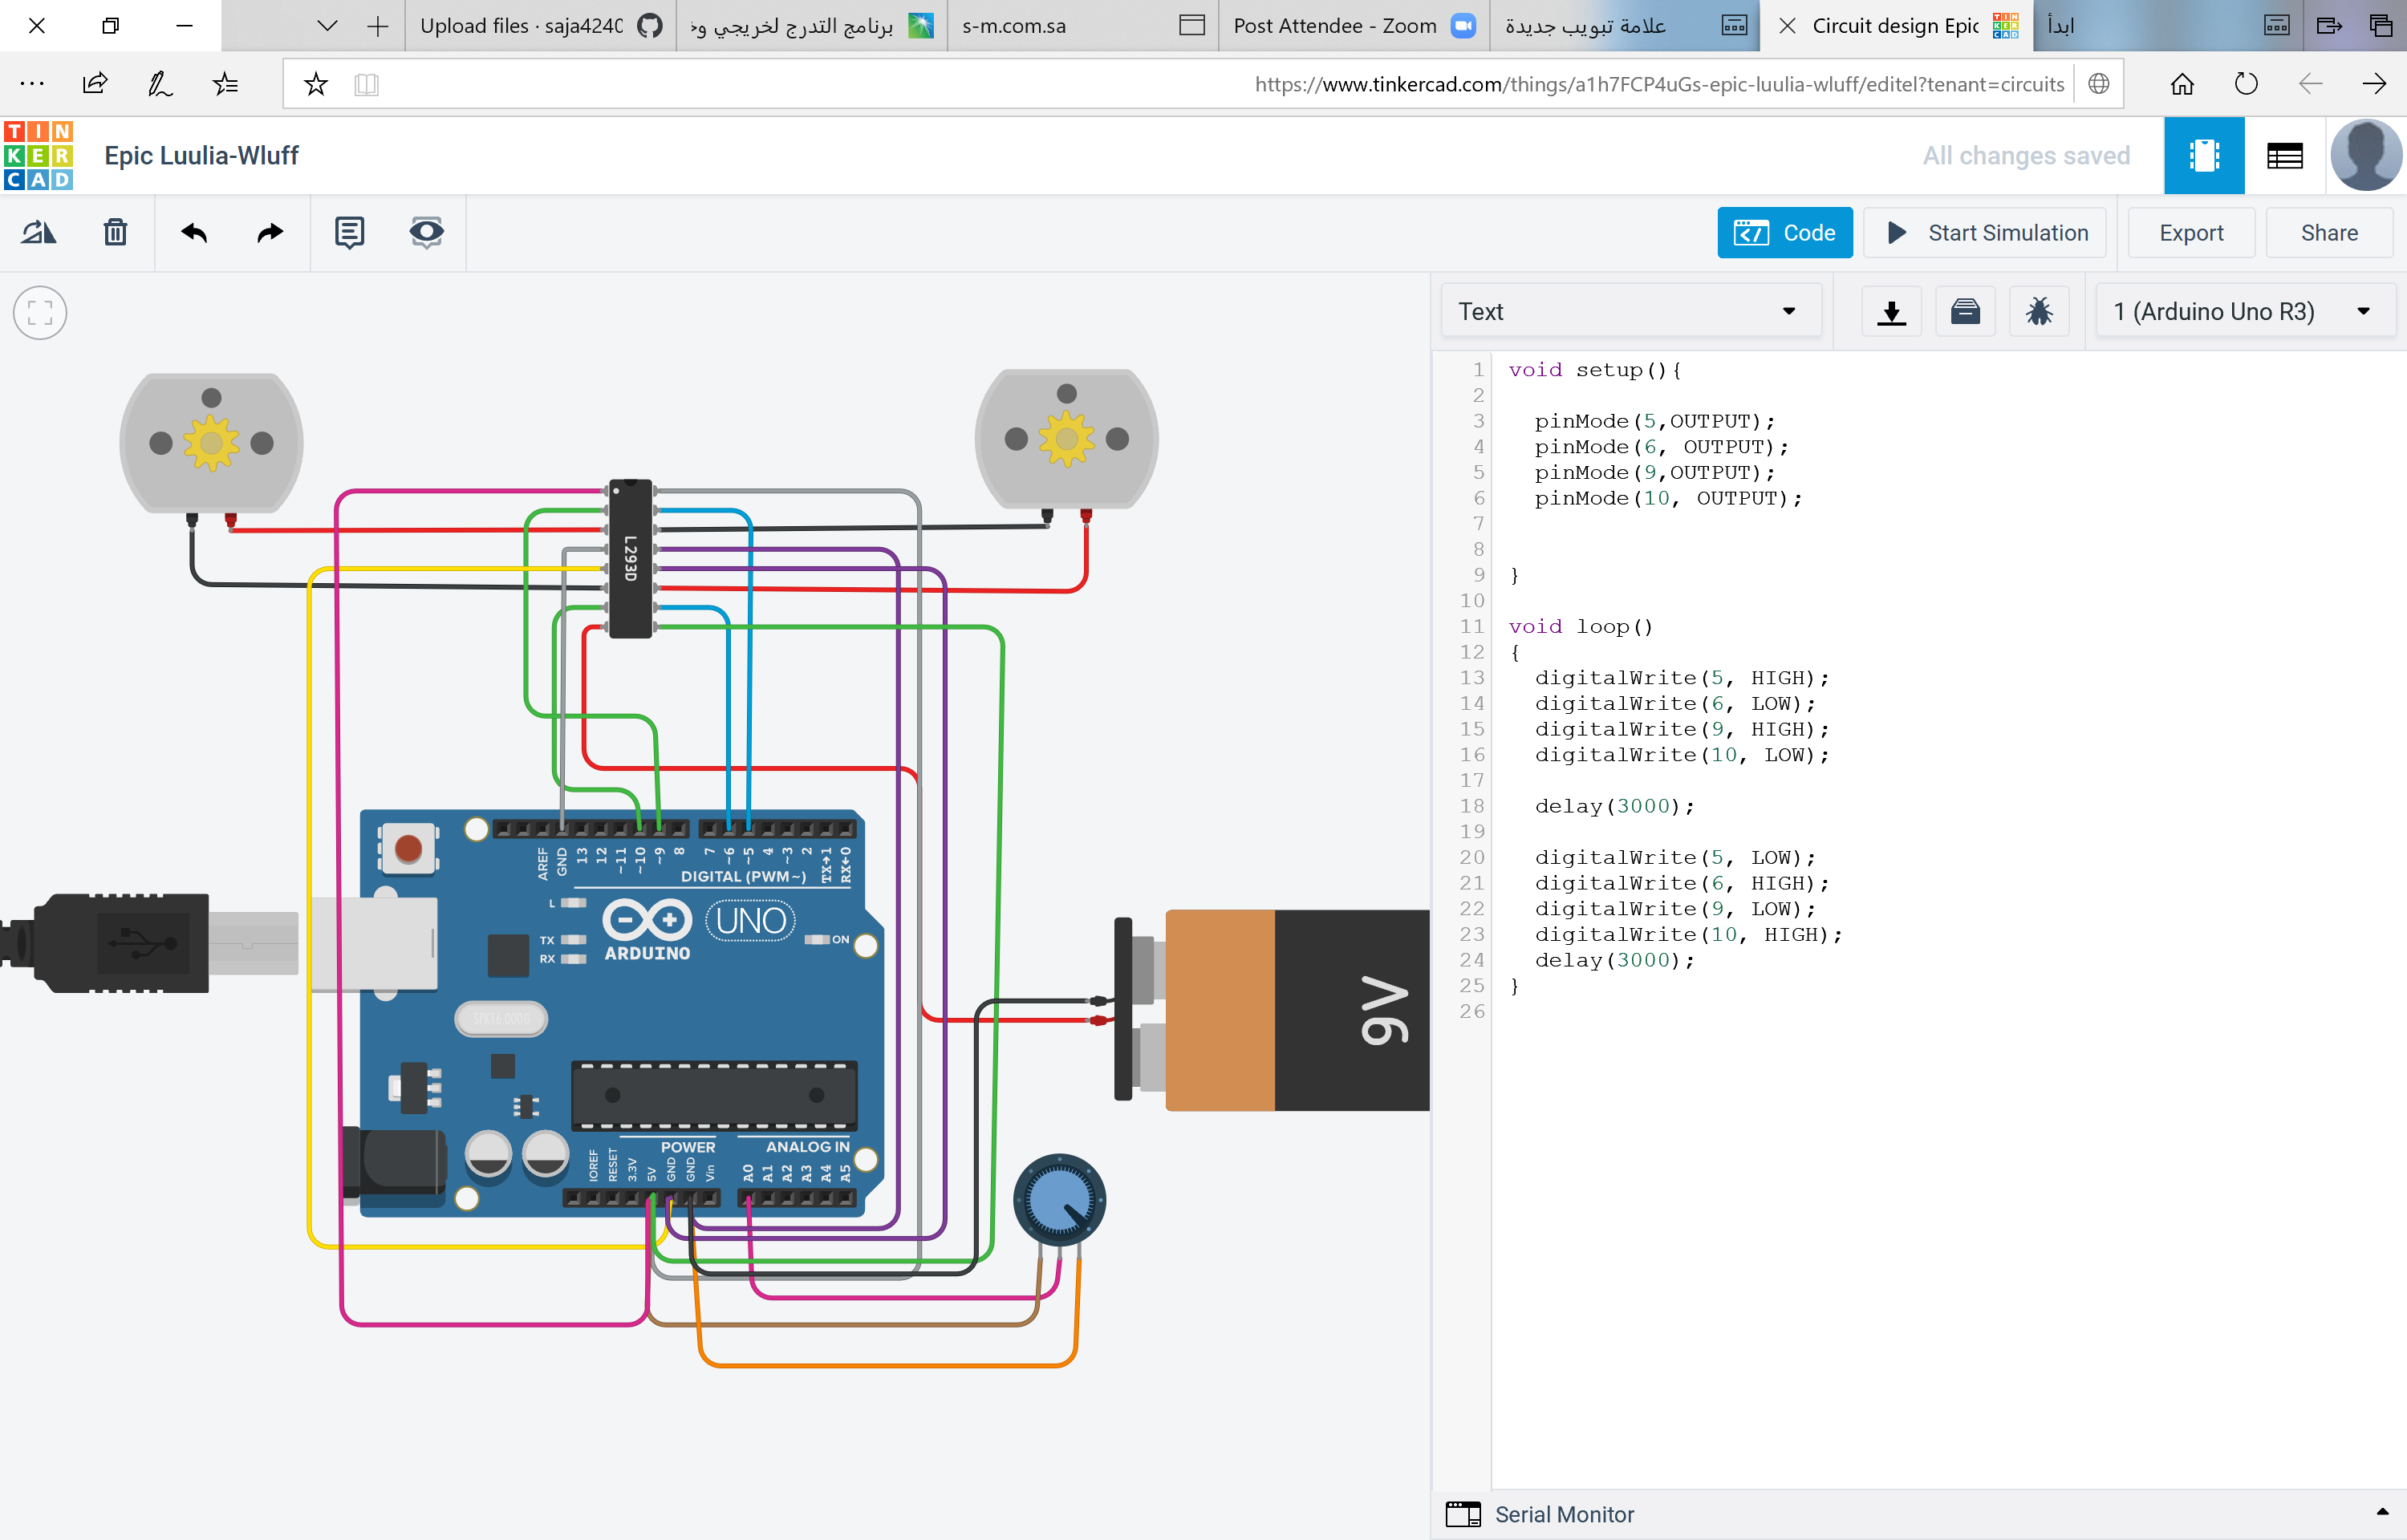 Upload files · saja424(
برنامج التدرج لخريجي وخ
s-m.com.sa
Post Attendee - Zoom
علامة تبويب جديدة
Circuit design Epic
ابدأ
https://www.tinkercad.com/things/a1h7FCP4uGs-epic-luulia-wluff/editel?tenant=circuits
TIN
KER
CAD
Epic Luulia-Wluff
All changes saved
Code
Start Simulation
Export
Share
Text
1 (Arduino Uno R3)
1 void setup(){
2
3 pinMode(5,OUTPUT);
4 pinMode(6, OUTPUT);
5 pinMode(9,OUTPUT);
6 pinMode(10, OUTPUT);
7
8
9 }
10
11 void loop()
12 {
13 digitalWrite(5, HIGH);
14 digitalWrite(6, LOW);
15 digitalWrite(9, HIGH);
16 digitalWrite(10, LOW);
17
18 delay(3000);
19
20 digitalWrite(5, LOW);
21 digitalWrite(6, HIGH);
22 digitalWrite(9, LOW);
23 digitalWrite(10, HIGH);
24 delay(3000);
25 }
26
L293D
AREF GND 13 12 ~11 ~10 ~9 8 7 ~6 ~5 4 ~3 2 TX→1 RX←0
DIGITAL (PWM~)
L
UNO
TX
RX
ARDUINO
ON
SPK16.000G
9V
POWER
ANALOG IN
IOREF RESET 3.3V 5V GND GND Vin A0 A1 A2 A3 A4 A5
Serial Monitor